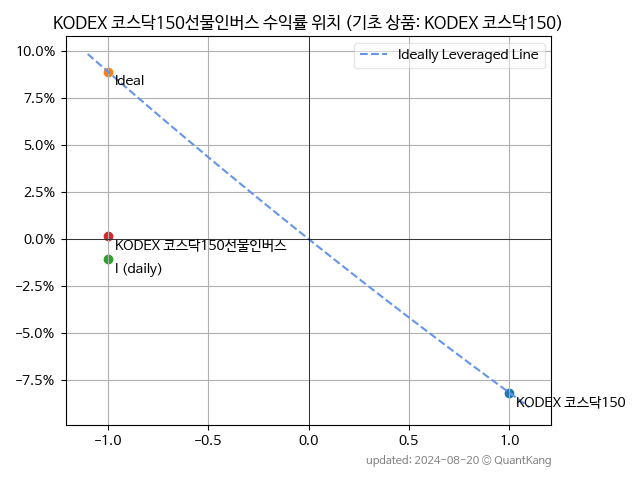 KODEX 코스닥150선물인버스 수익률 위치 (기초 상품: KODEX 코스닥150)
10.0%
7.5%
5.0%
2.5%
0.0%
−2.5%
−5.0%
−7.5%
Ideally Leveraged Line
Ideal
KODEX 코스닥150선물인버스
I (daily)
KODEX 코스닥150
−1.0 −0.5 0.0 0.5 1.0
updated: 2024-08-20 © QuantKang